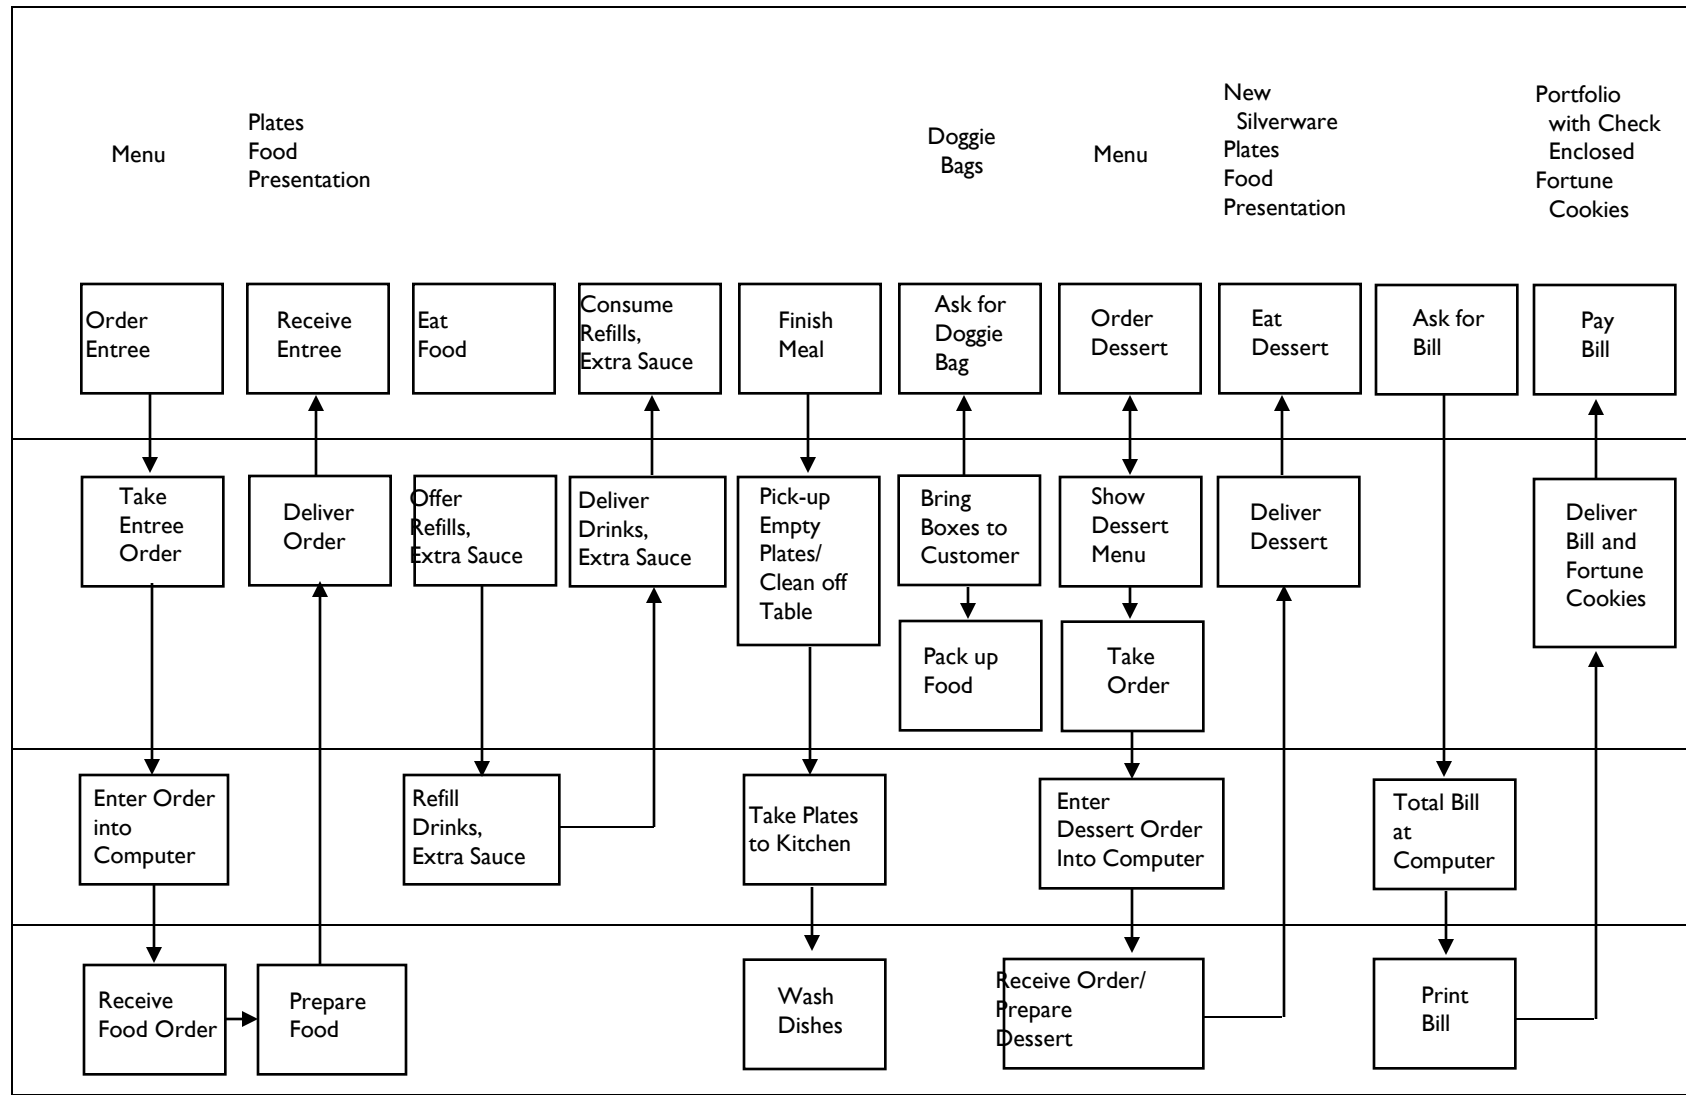 Menu
Plates
Food
Presentation
Doggie
Bags
Menu
New
Silverware
Plates
Food
Presentation
Portfolio
with Check
Enclosed
Fortune
Cookies
Order
Entree
Receive
Entree
Eat
Food
Consume
Refills,
Extra Sauce
Finish
Meal
Ask for
Doggie
Bag
Order
Dessert
Eat
Dessert
Ask for
Bill
Pay
Bill
Take
Entree
Order
Deliver
Order
Offer
Refills,
Extra Sauce
Deliver
Drinks,
Extra Sauce
Pick-up
Empty
Plates/
Clean off
Table
Bring
Boxes to
Customer
Show
Dessert
Menu
Deliver
Dessert
Deliver
Bill and
Fortune
Cookies
Pack up
Food
Take
Order
Enter Order
into
Computer
Refill
Drinks,
Extra Sauce
Take Plates
to Kitchen
Enter
Dessert Order
Into Computer
Total Bill
at
Computer
Receive
Food Order
Prepare
Food
Wash
Dishes
Receive Order/
Prepare
Dessert
Print
Bill